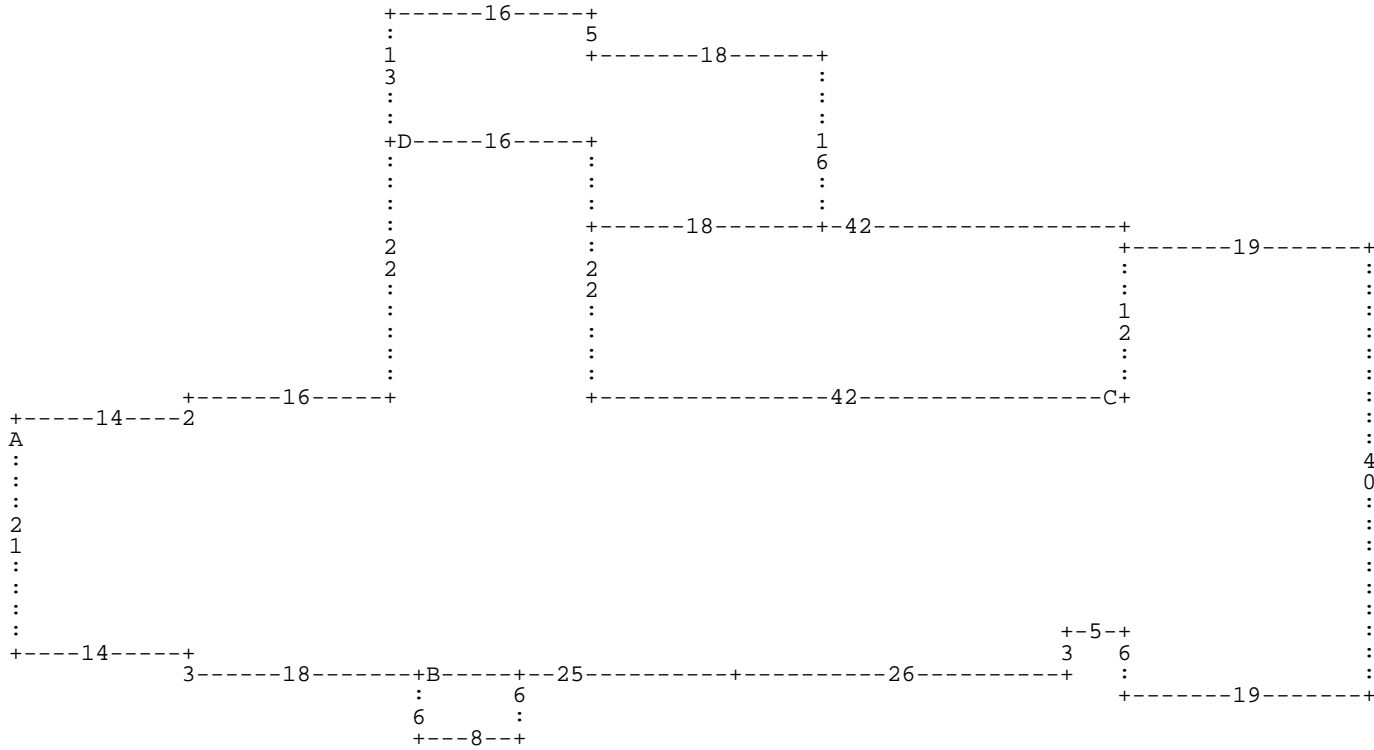 +------16-----+
: 5
1 +-------18-------+
3 :
: :
: :
+D-----16-----+ 1
: : 6
: : :
: : :
: +------18-------+-42-----------------+
2 : +-------19-------+
2 2 : :
: 2 : :
: : 1 :
: : 2 :
: : : :
: : : :
+------16-----+ +----------------42----------------C+ :
+-----14----2 :
A :
: 4
: 0
: :
2 :
1 :
: :
: :
: :
: +-5-+ :
+----14-----+ 3 6 :
3------18-------+B-----+--25----------+----------26----------+ : :
: 6 +-------19-------+
6 :
+---8--+